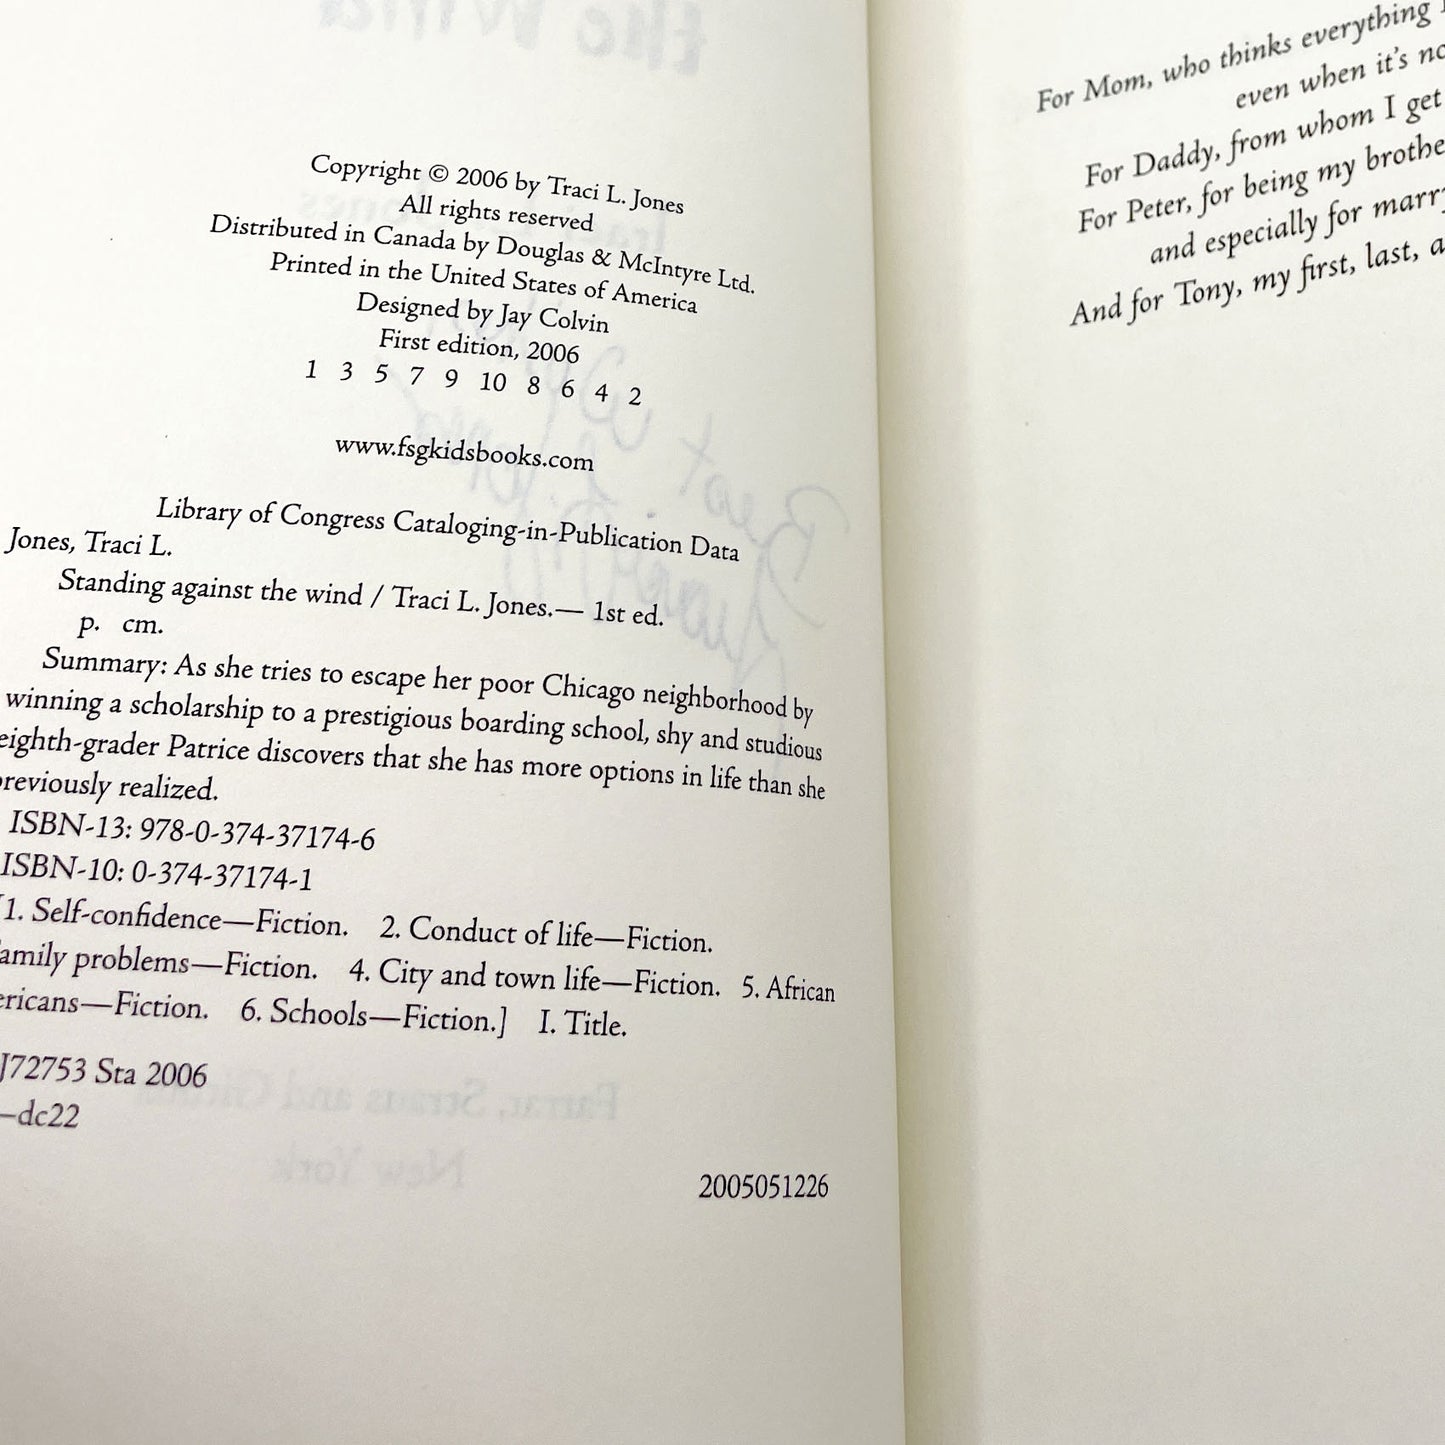 Copyright © 2006 by Traci L. Jones
All rights reserved
Distributed in Canada by Douglas & McIntyre Ltd.
Printed in the United States of America
Designed by Jay Colvin
First edition, 2006
1 3 5 7 9 10 8 6 4 2
www.fsgkidsbooks.com
Library of Congress Cataloging-in-Publication Data
Jones, Traci L.
Standing against the wind / Traci L. Jones.— 1st ed.
p. cm.
Summary: As she tries to escape her poor Chicago neighborhood by
winning a scholarship to a prestigious boarding school, shy and studious
eighth-grader Patrice discovers that she has more options in life than she
previously realized.
ISBN-13: 978-0-374-37174-6
ISBN-10: 0-374-37174-1
[1. Self-confidence—Fiction. 2. Conduct of life—Fiction.
amily problems—Fiction. 4. City and town life—Fiction. 5. African
ericans—Fiction. 6. Schools—Fiction.] I. Title.
J72753 Sta 2006
—dc22
2005051226
For Mom, who thinks everything
even when it's no
For Daddy, from whom I get
For Peter, for being my brothe
and especially for marry
And for Tony, my first, last, a